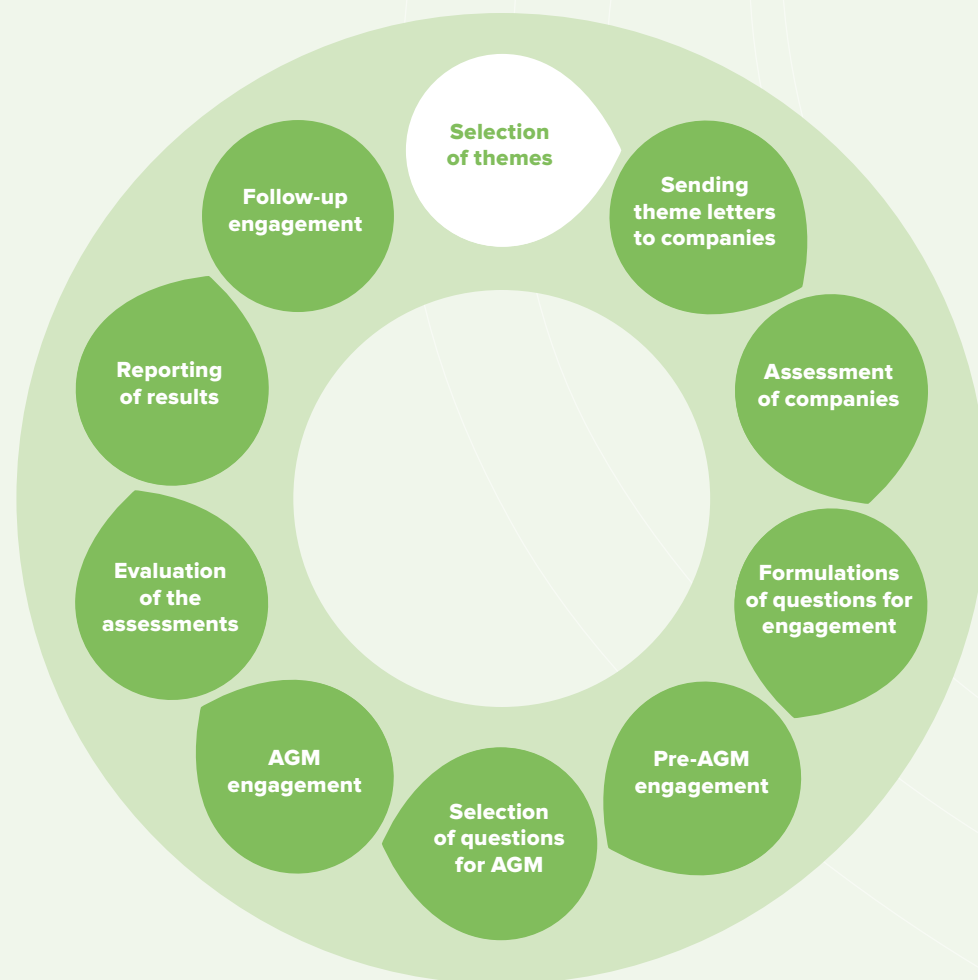 Selection
of themes
Sending
theme letters
to companies
Assessment
of companies
Formulations
of questions for
engagement
Pre-AGM
engagement
Selection
of questions
for AGM
AGM
engagement
Evaluation
of the
assessments
Reporting
of results
Follow-up
engagement